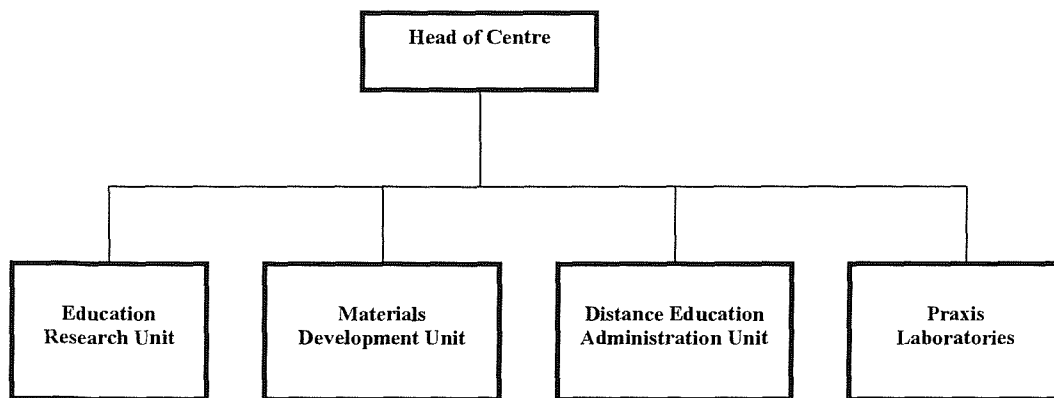 Head of Centre
Education
Research Unit
Materials
Development Unit
Distance Education
Administration Unit
Praxis
Laboratories